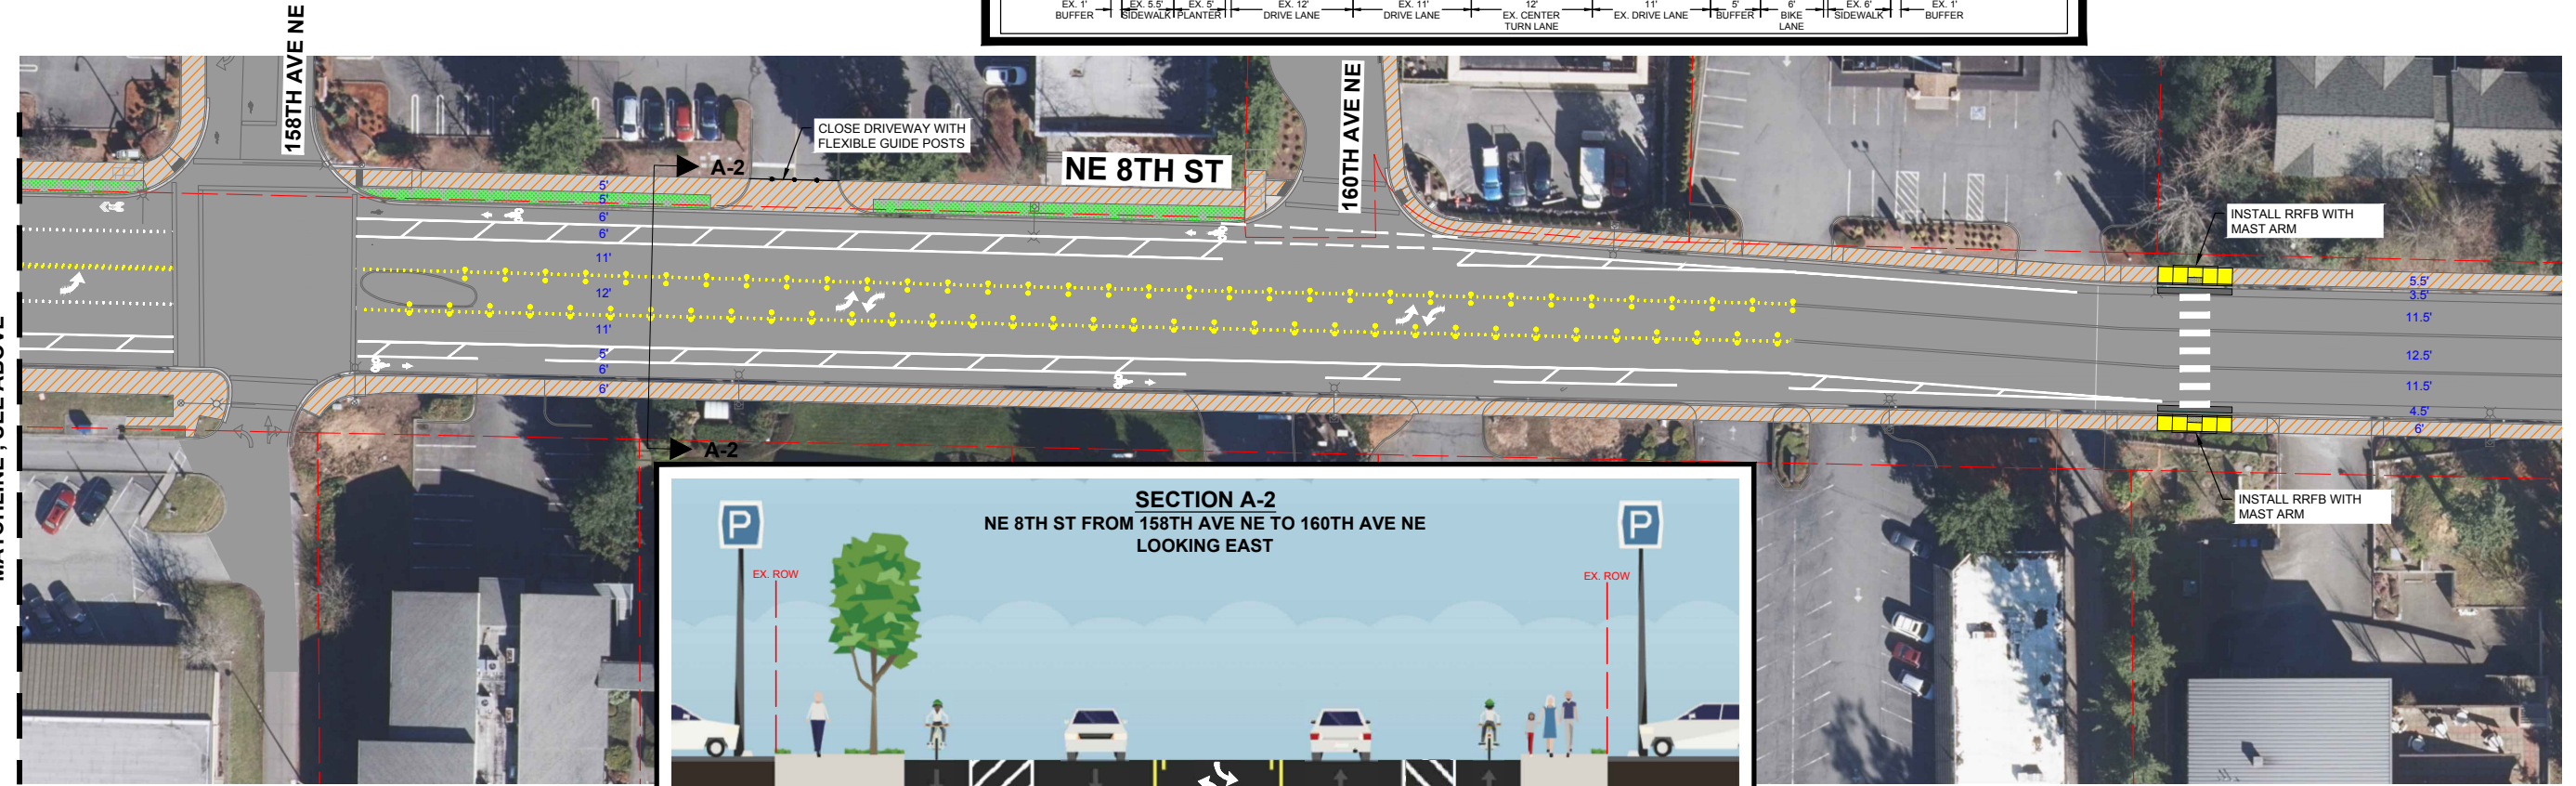 EX. 1'
BUFFER
EX. 5.5'
SIDEWALK
EX. 5'
PLANTER
EX. 12'
DRIVE LANE
EX. 11'
DRIVE LANE
12'
EX. CENTER
TURN LANE
11'
EX. DRIVE LANE
5'
BUFFER
6'
BIKE
LANE
EX. 6'
SIDEWALK
EX. 1'
BUFFER
158TH AVE NE
CLOSE DRIVEWAY WITH
FLEXIBLE GUIDE POSTS
A-2
NE 8TH ST
160TH AVE NE
INSTALL RRFB WITH
MAST ARM
5'
5'
6'
6'
11'
12'
11'
5'
6'
6'
5.5'
3.5'
11.5'
12.5'
11.5'
4.5'
6'
A-2
INSTALL RRFB WITH
MAST ARM
SECTION A-2
NE 8TH ST FROM 158TH AVE NE TO 160TH AVE NE
LOOKING EAST
P
P
EX. ROW
EX. ROW